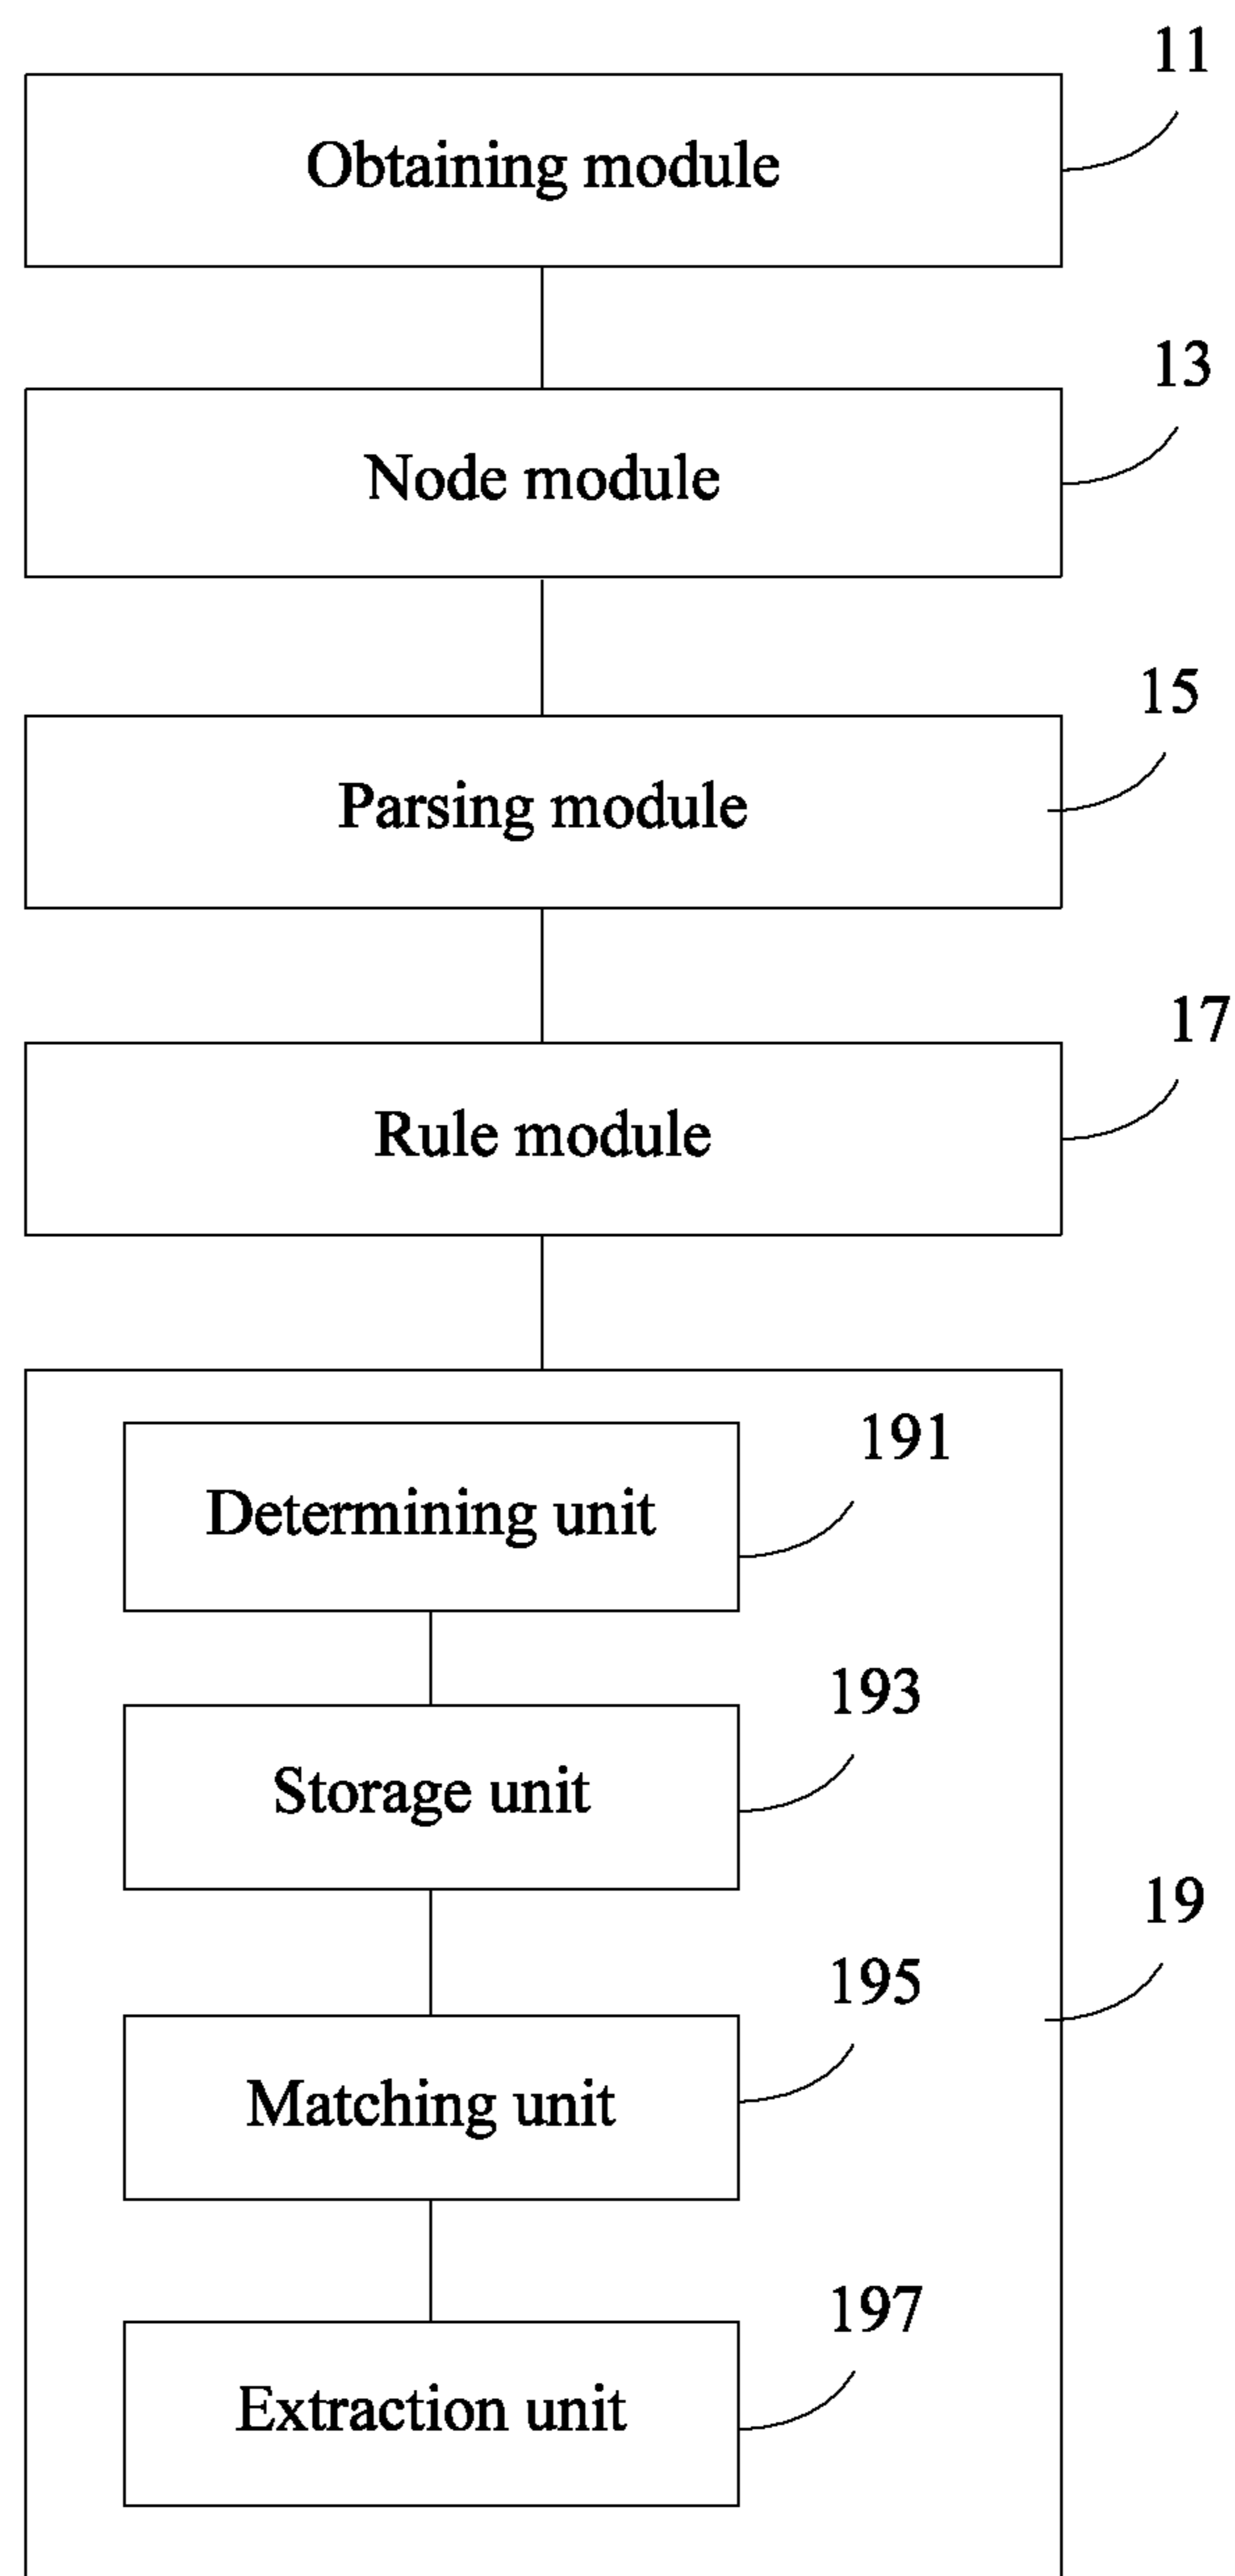 11
Obtaining module
13
Node module
15
Parsing module
17
Rule module
191
Determining unit
193
Storage unit
19
195
Matching unit
197
Extraction unit